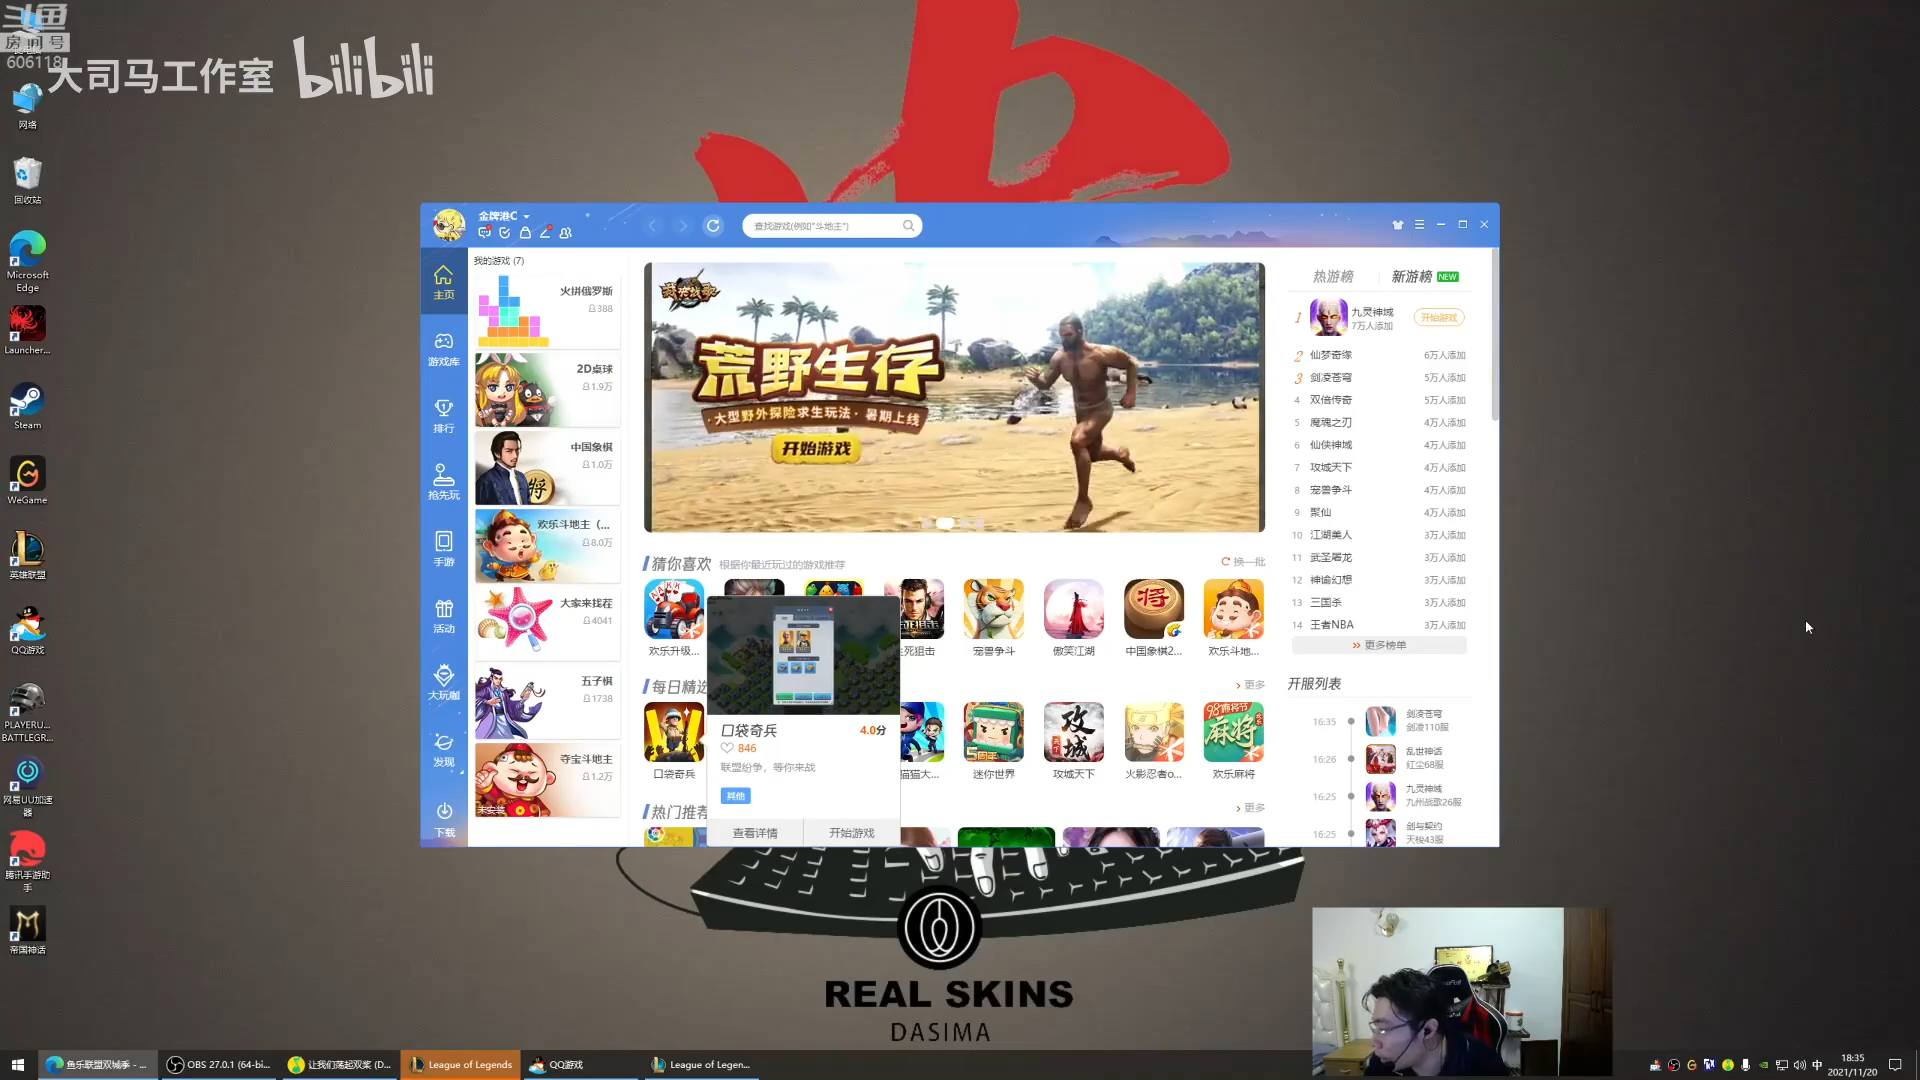 斗鱼
房间号
606118
大司马工作室 bilibili
网络
回收站
Microsoft
Edge
Launcher...
Steam
WeGame
英雄联盟
QQ游戏
PLAYERU...
BATTLEGR...
网易UU加速
器
腾讯手游助
手
帝国神话
金牌港C
查找游戏(例如"斗地主")
主页
游戏库
排行
抢先玩
手游
活动
大玩咖
发现
下载
我的游戏 (7)
火拼俄罗斯
388
2D桌球
1.9万
中国象棋
1.0万
将
欢乐斗地主（...
8.0万
大家来找茬
4041
五子棋
1738
夺宝斗地主
1.2万
未安装
荒野生存
·大型野外探险求生玩法·暑期上线
开始游戏
猜你喜欢 根据你最近玩过的游戏推荐
换一批
欢乐升级...
生死狙击
宠兽争斗
傲笑江湖
中国象棋2...
欢乐斗地...
每日精选
更多
口袋奇兵
猫猫大...
迷你世界
攻城天下
火影忍者o...
欢乐麻将
热门推荐
更多
口袋奇兵 4.0分
846
联盟纷争，等你来战
其他
查看详情 开始游戏
热游榜 新游榜 NEW
1 九灵神域
7万人添加
开始游戏
2 仙梦奇缘 6万人添加
3 剑凌苍穹 5万人添加
4 双倍传奇 5万人添加
5 魔魂之刃 4万人添加
6 仙侠神域 4万人添加
7 攻城天下 4万人添加
8 宠兽争斗 4万人添加
9 聚仙 4万人添加
10 江湖美人 3万人添加
11 武圣屠龙 3万人添加
12 神谕幻想 3万人添加
13 三国杀 3万人添加
14 王者NBA 3万人添加
更多榜单
开服列表
16:35 剑凌苍穹
剑凌110服
16:26 乱世神话
红尘68服
16:25 九灵神域
九州战歌26服
16:25 剑与契约
天梭43服
REAL SKINS
DASIMA
鱼乐联盟双城季 - ...
OBS 27.0.1 (64-bi...
让我们荡起双桨 (D...
League of Legends
QQ游戏
League of Legen...
中
18:35
2021/11/20